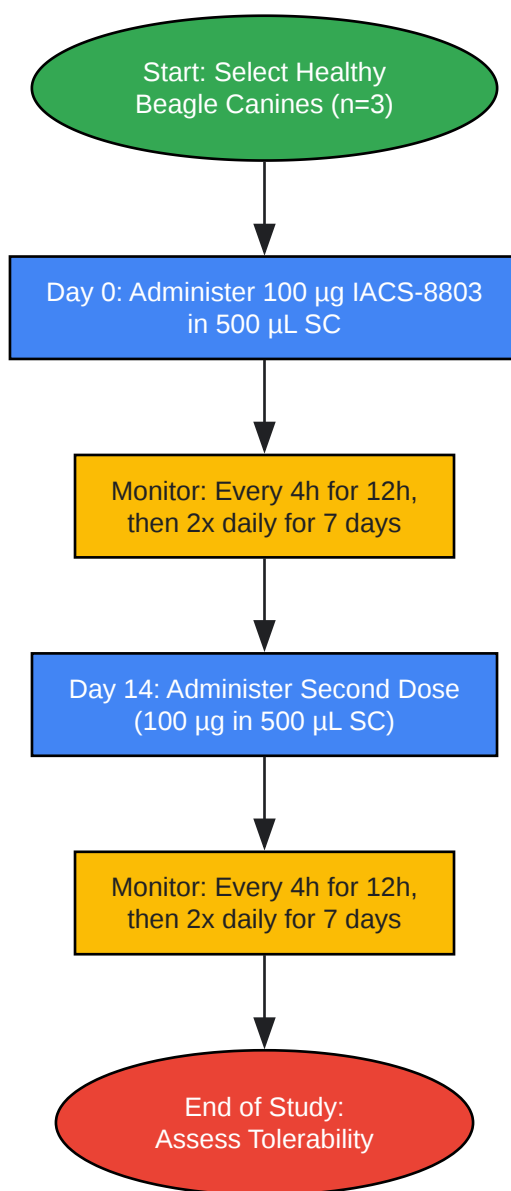 Start: Select Healthy
Beagle Canines (n=3)
Day 0: Administer 100 µg IACS-8803
in 500 µL SC
Monitor: Every 4h for 12h,
then 2x daily for 7 days
Day 14: Administer Second Dose
(100 µg in 500 µL SC)
Monitor: Every 4h for 12h,
then 2x daily for 7 days
End of Study:
Assess Tolerability